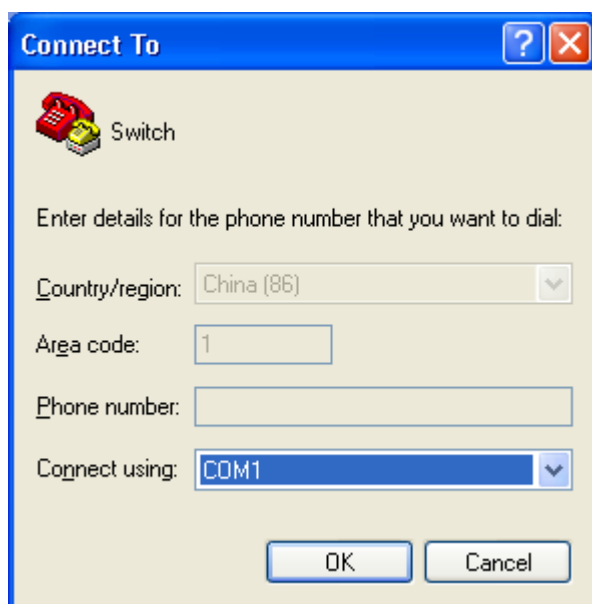 Connect To
Switch
Enter details for the phone number that you want to dial:
Country/region: China (86)
Area code: 1
Phone number:
Connect using: COM1
OK Cancel